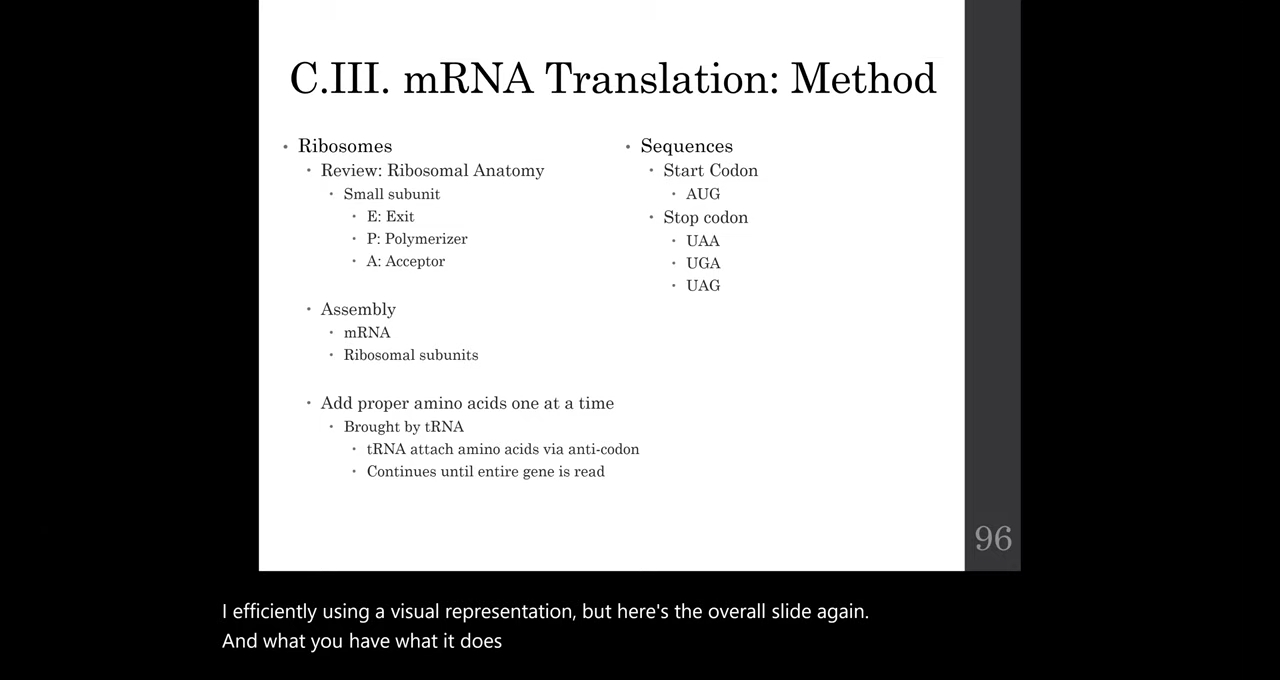 C.III. mRNA Translation: Method
• Ribosomes
• Review: Ribosomal Anatomy
• Small subunit
• E: Exit
• P: Polymerizer
• A: Acceptor
• Assembly
• mRNA
• Ribosomal subunits
• Add proper amino acids one at a time
• Brought by tRNA
• tRNA attach amino acids via anti-codon
• Continues until entire gene is read
• Sequences
• Start Codon
• AUG
• Stop codon
• UAA
• UGA
• UAG
96
I efficiently using a visual representation, but here's the overall slide again.
And what you have what it does